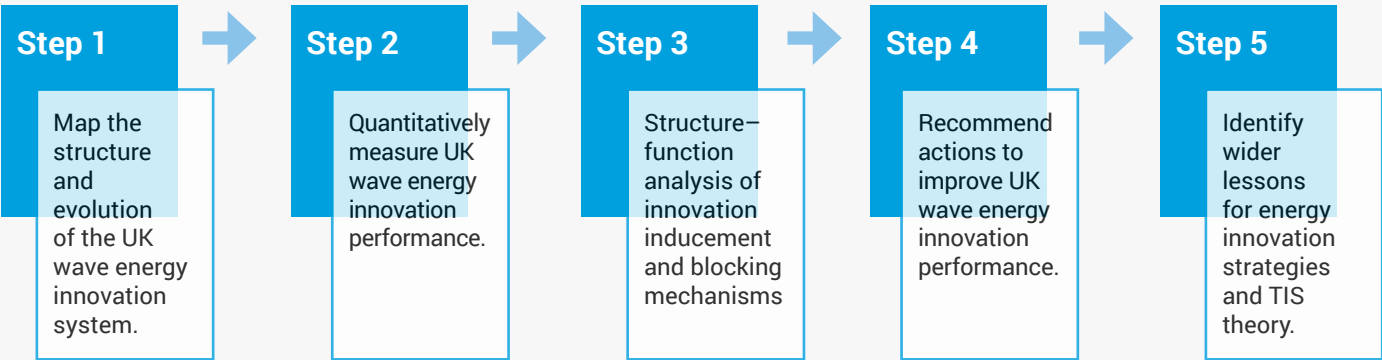 Step 1
Map the
structure
and
evolution
of the UK
wave energy
innovation
system.
Step 2
Quantitatively
measure UK
wave energy
innovation
performance.
Step 3
Structure–
function
analysis of
innovation
inducement
and blocking
mechanisms
Step 4
Recommend
actions to
improve UK
wave energy
innovation
performance.
Step 5
Identify
wider
lessons
for energy
innovation
strategies
and TIS
theory.